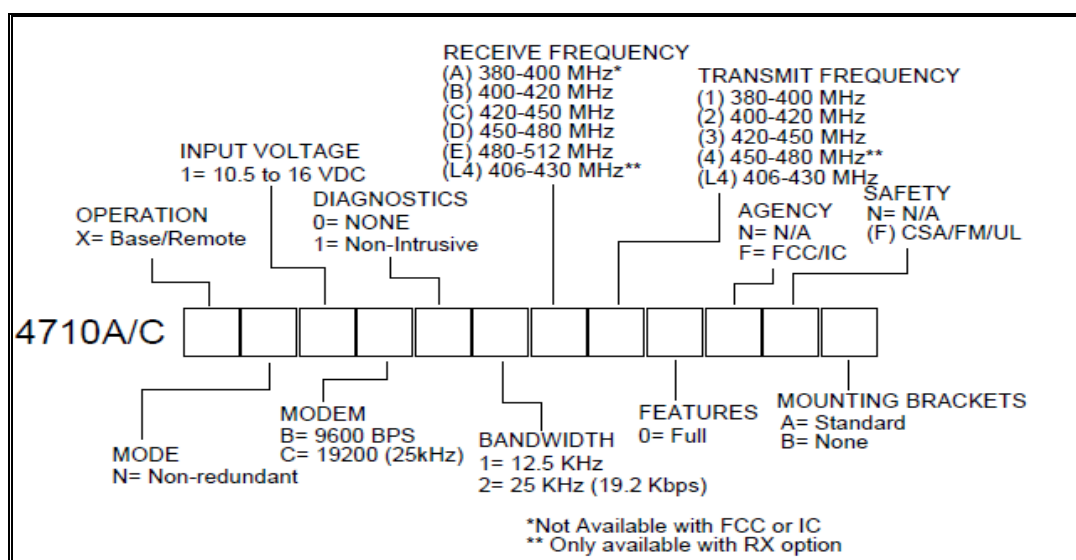 RECEIVE FREQUENCY
(A) 380-400 MHz*
(B) 400-420 MHz
(C) 420-450 MHz
(D) 450-480 MHz
(E) 480-512 MHz
(L4) 406-430 MHz**
TRANSMIT FREQUENCY
(1) 380-400 MHz
(2) 400-420 MHz
(3) 420-450 MHz
(4) 450-480 MHz**
(L4) 406-430 MHz
INPUT VOLTAGE
1= 10.5 to 16 VDC
DIAGNOSTICS
0= NONE
1= Non-Intrusive
OPERATION
X= Base/Remote
AGENCY
N= N/A
F= FCC/IC
SAFETY
N= N/A
(F) CSA/FM/UL
4710A/C
MODE
N= Non-redundant
MODEM
B= 9600 BPS
C= 19200 (25kHz)
BANDWIDTH
1= 12.5 KHz
2= 25 KHz (19.2 Kbps)
FEATURES
0= Full
MOUNTING BRACKETS
A= Standard
B= None
*Not Available with FCC or IC
** Only available with RX option